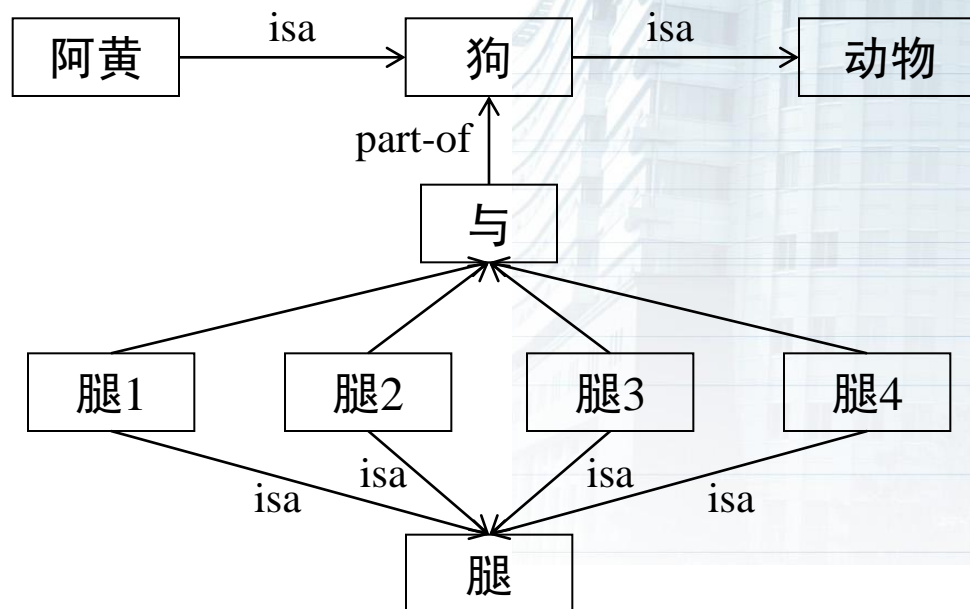 isa isa
阿黄 狗 动物
part-of
与
腿1 腿2 腿3 腿4
isa isa isa isa
腿